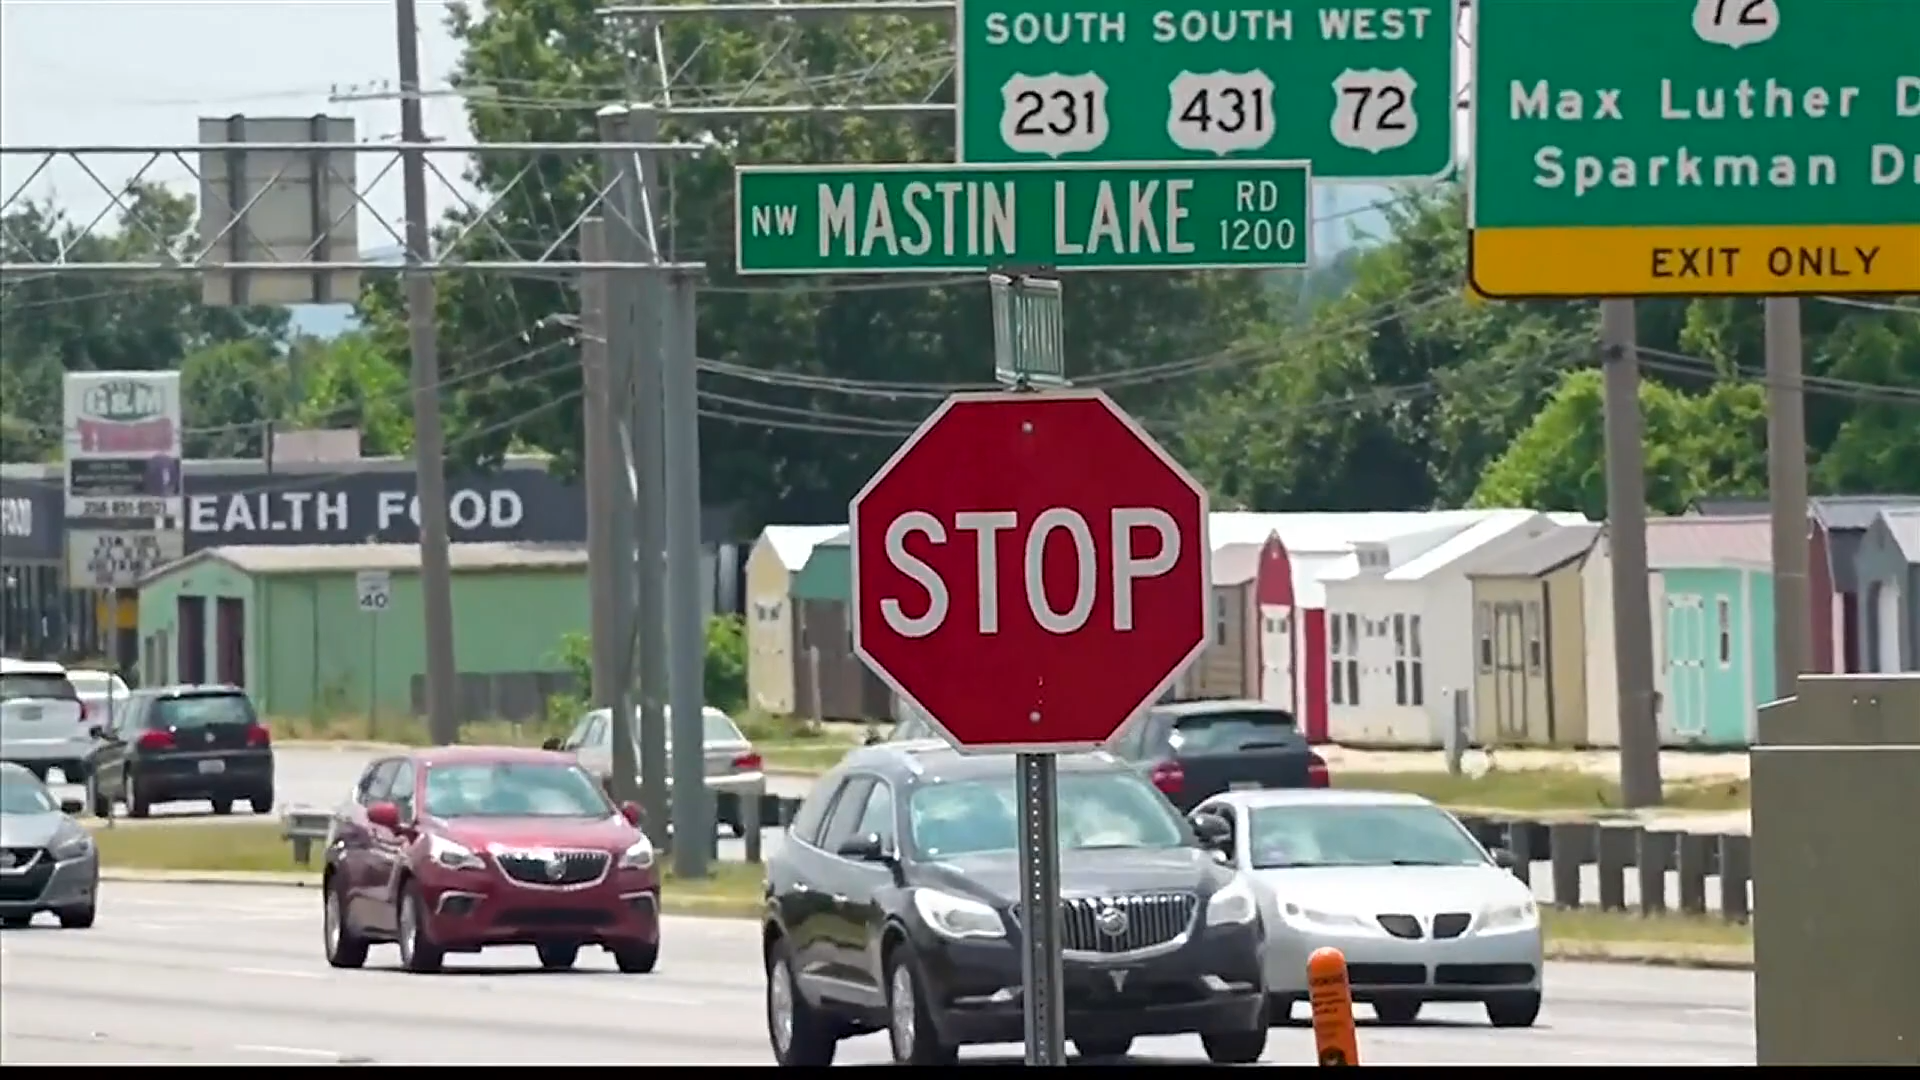 SOUTH SOUTH WEST
231 431 72
72
Max Luther D
Sparkman Dr
EXIT ONLY
NW MASTIN LAKE RD
1200
G&M
EALTH FOOD
FOOD
40
STOP